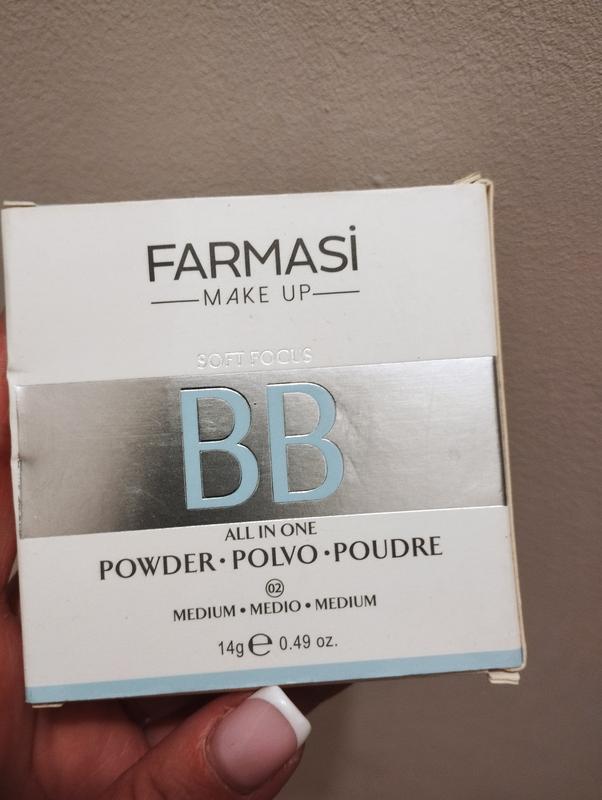 FARMASİ
MAKE UP
SOFT FOCUS
BB
ALL IN ONE
POWDER • POLVO • POUDRE
02
MEDIUM • MEDIO • MEDIUM
14g ℮ 0.49 oz.